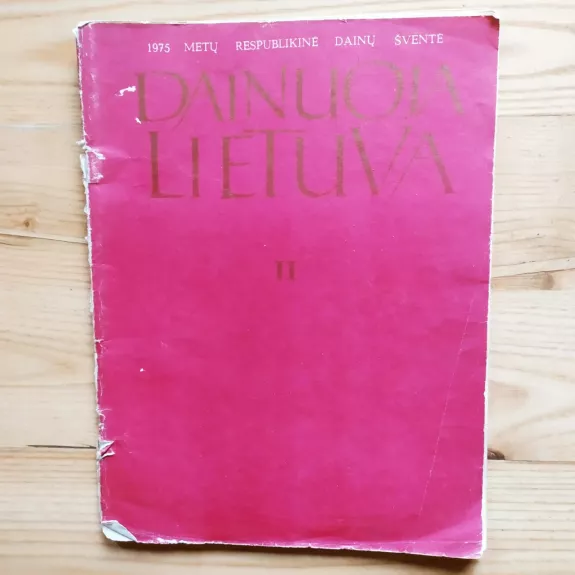 1975 METŲ RESPUBLIKINĖ DAINŲ ŠVENTĖ
DAINUOJA
LIETUVA
II